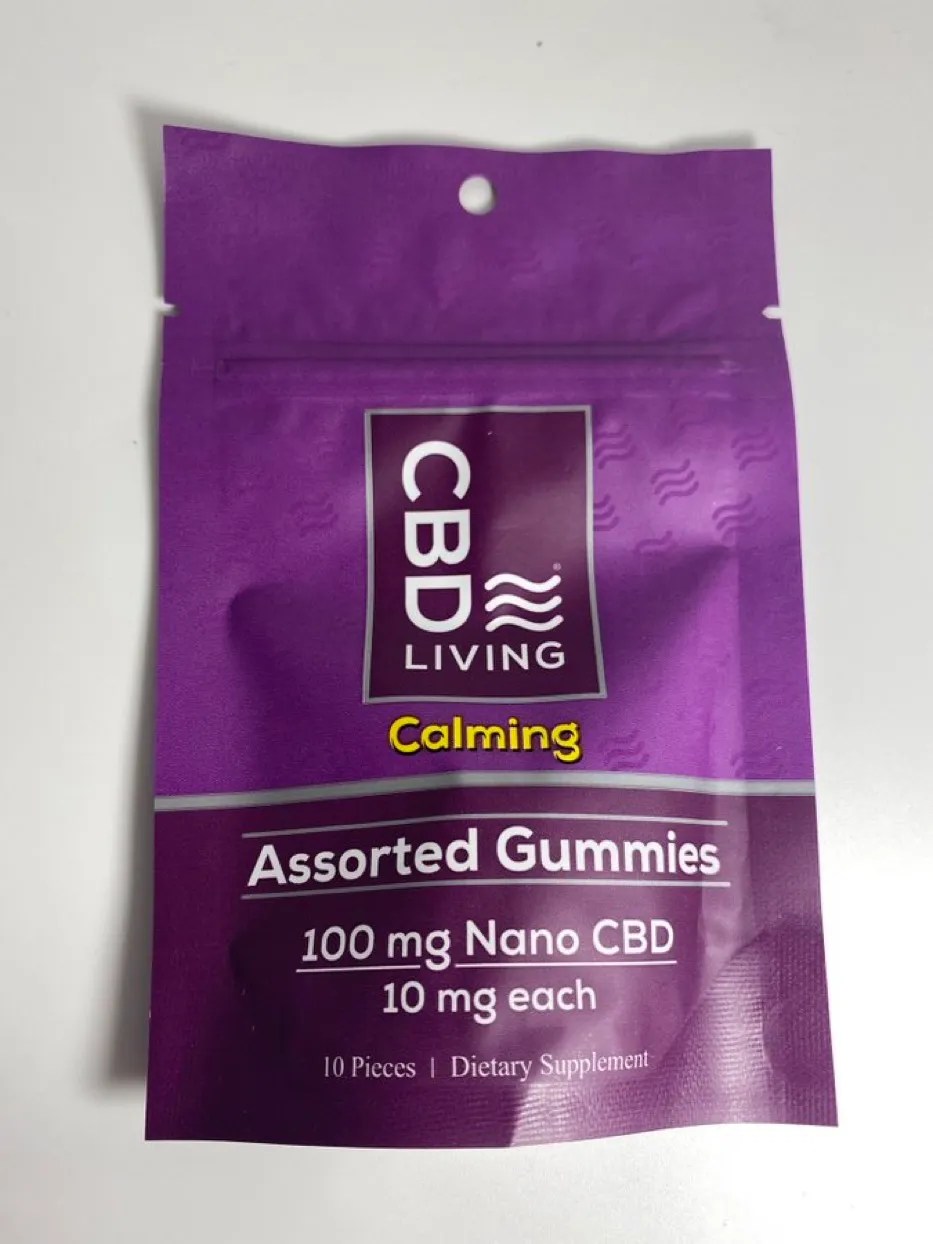 CBD
®
LIVING
Calming
Assorted Gummies
100 mg Nano CBD
10 mg each
10 Pieces | Dietary Supplement